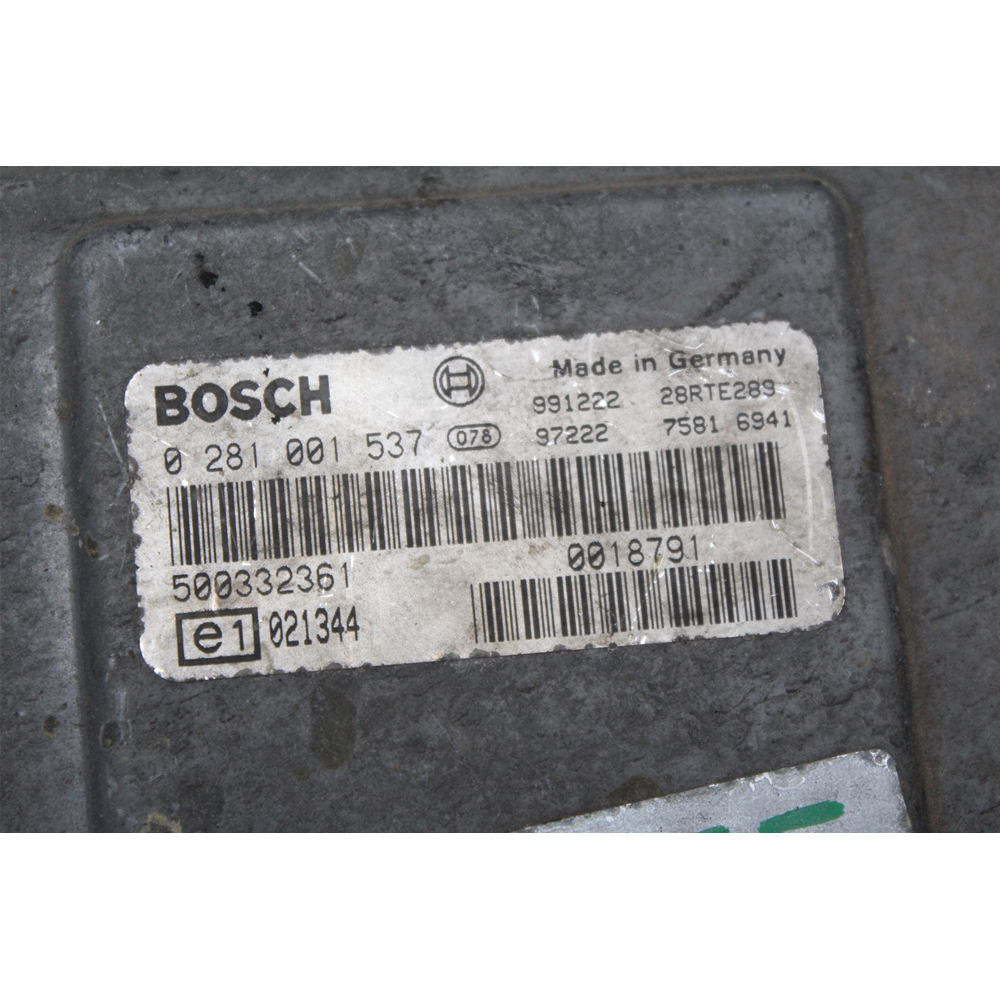 BOSCH Made in Germany
991222 28RTE289
0 281 001 537 078 97222 7581 6941
500332361 0018791
e1 021344